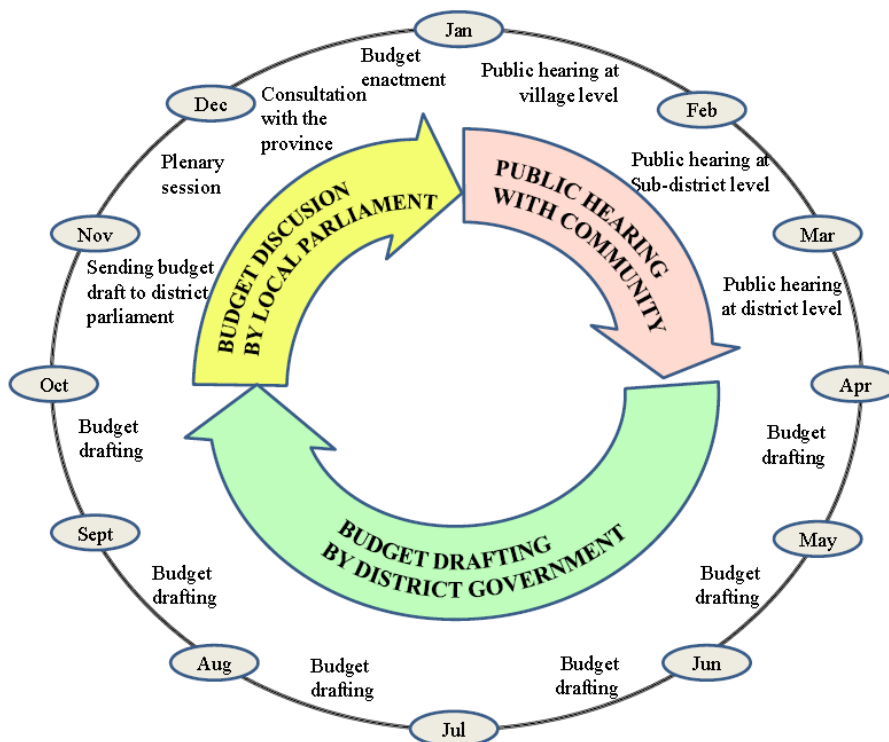 Jan
Budget
enactment
Public hearing at
village level
Dec
Consultation
with the
province
Feb
Public hearing at
Sub-district level
Plenary
session
PUBLIC HEARING
WITH COMMUNITY
BUDGET DISCUSION
BY LOCAL PARLIAMENT
Nov
Mar
Sending budget
draft to district
parliament
Public hearing
at district level
Oct
Apr
Budget
drafting
Budget
drafting
Sept
May
BUDGET DRAFTING
BY DISTRICT GOVERNMENT
Budget
drafting
Budget
drafting
Aug
Jun
Budget
drafting
Budget
drafting
Jul